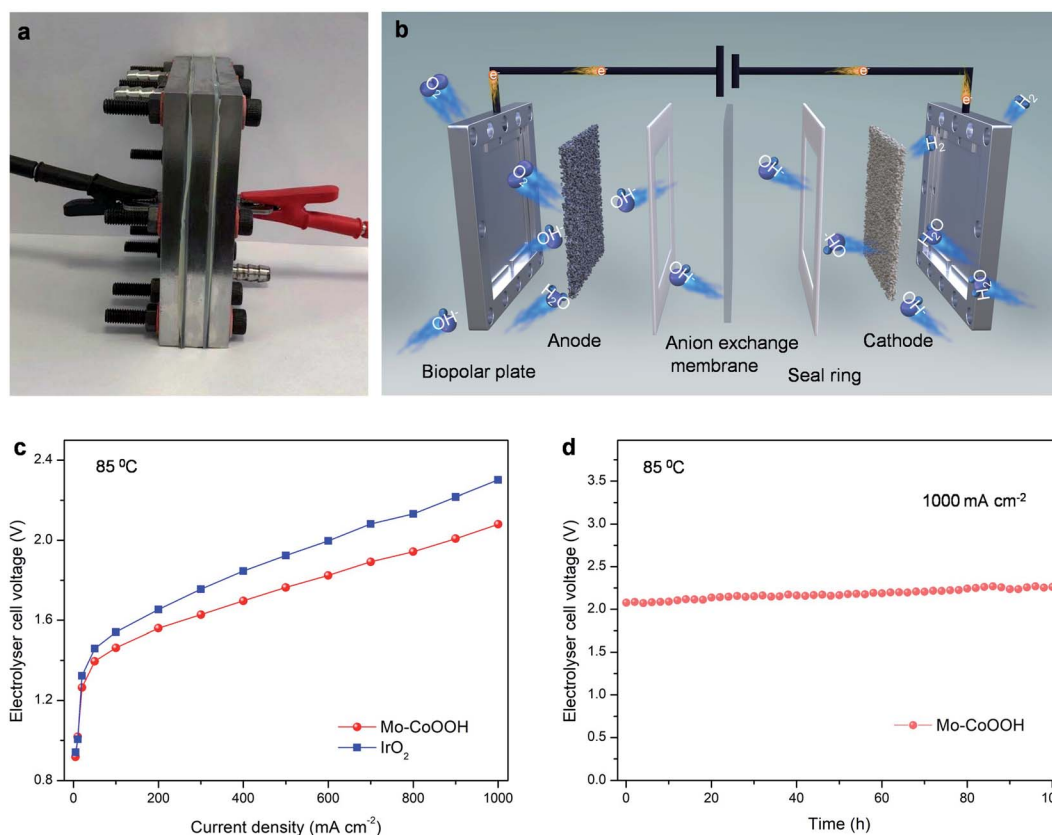 a
b
e⁻
e⁻
e⁻
e⁻
O₂
H₂
H₂
O₂
OH⁻
OH⁻
OH⁻
HO
H₂O
OH⁻
H₂O
H₂O
OH⁻
OH⁻
Anode
Anion exchange
membrane
Cathode
Biopolar plate
Seal ring
c
85 ⁰C
2.4
2.0
1.6
1.2
0.8
Electrolyser cell voltage (V)
Mo-CoOOH
IrO₂
0
200
400
600
800
1000
Current density (mA cm⁻²)
d
85 ⁰C
1000 mA cm⁻²
3.5
3.0
2.5
2.0
1.5
1.0
0.5
0.0
Electrolyser cell voltage (V)
Mo-CoOOH
0
20
40
60
80
100
Time (h)